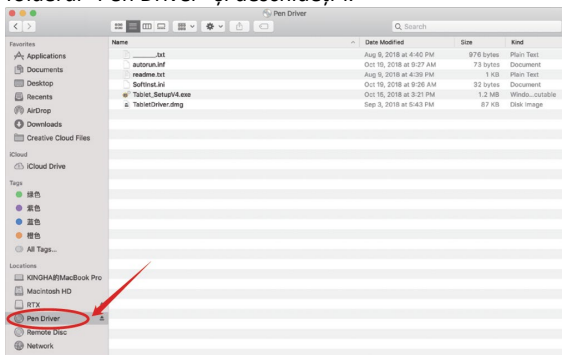 folderul "Pen Driver" și deschideți-l.
Pen Driver
Search
Favorites
Applications
Documents
Desktop
Recents
AirDrop
Downloads
Creative Cloud Files
iCloud
iCloud Drive
Tags
绿色
紫色
蓝色
橙色
All Tags...
Locations
KINGHA的MacBook Pro
Macintosh HD
RTX
Pen Driver
Remote Disc
Network
Name Date Modified Size Kind
.txt Aug 9, 2018 at 4:40 PM 976 bytes Plain Text
autorun.inf Oct 19, 2018 at 9:27 AM 73 bytes Document
readme.txt Aug 9, 2018 at 4:39 PM 1 KB Plain Text
SoftInst.ini Oct 19, 2018 at 9:26 AM 32 bytes Document
Tablet_SetupV4.exe Oct 15, 2018 at 3:21 PM 1.2 MB Windo...cutable
TabletDriver.dmg Sep 3, 2018 at 5:43 PM 87 KB Disk Image